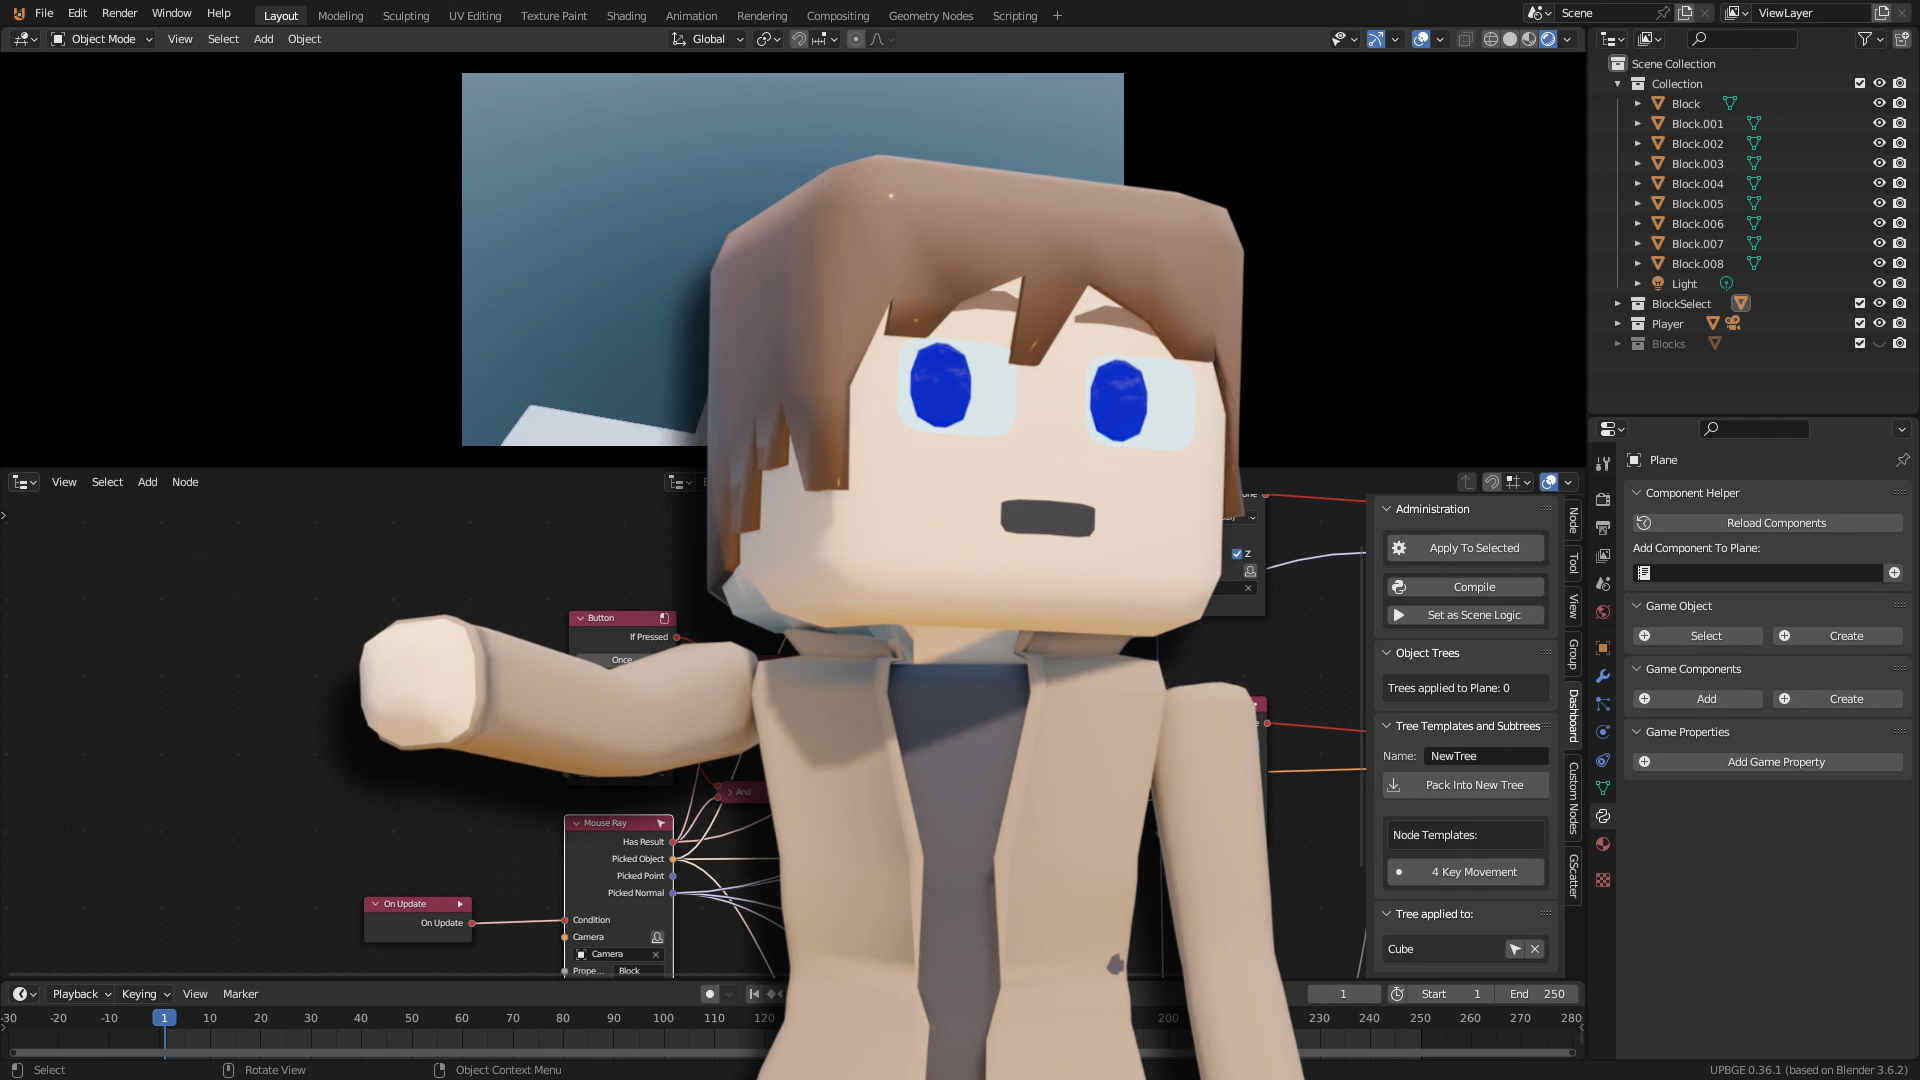 File Edit Render Window Help
Layout Modeling Sculpting UV Editing Texture Paint Shading Animation Rendering Compositing Geometry Nodes Scripting +
Scene
ViewLayer
Object Mode View Select Add Object
Global
Scene Collection
Collection
Block
Block.001
Block.002
Block.003
Block.004
Block.005
Block.006
Block.007
Block.008
Light
BlockSelect
Player
Blocks
View Select Add Node
Button
If Pressed
Once
And
Mouse Ray
Has Result
Picked Object
Picked Point
Picked Normal
Condition
Camera
Camera
Prope... Block
On Update
On Update
Z
Administration
Apply To Selected
Compile
Set as Scene Logic
Object Trees
Trees applied to Plane: 0
Tree Templates and Subtrees
Name: NewTree
Pack Into New Tree
Node Templates:
4 Key Movement
Tree applied to:
Cube
Node
Tool
View
Group
Dashboard
Custom Nodes
GScatter
Plane
Component Helper
Reload Components
Add Component To Plane:
Game Object
Select Create
Game Components
Add Create
Game Properties
Add Game Property
Playback Keying View Marker
1 Start 1 End 250
-30 -20 -10 1 10 20 30 40 50 60 70 80 90 100 110 120 200 230 240 250 260 270 280
Select Rotate View Object Context Menu
UPBGE 0.36.1 (based on Blender 3.6.2)